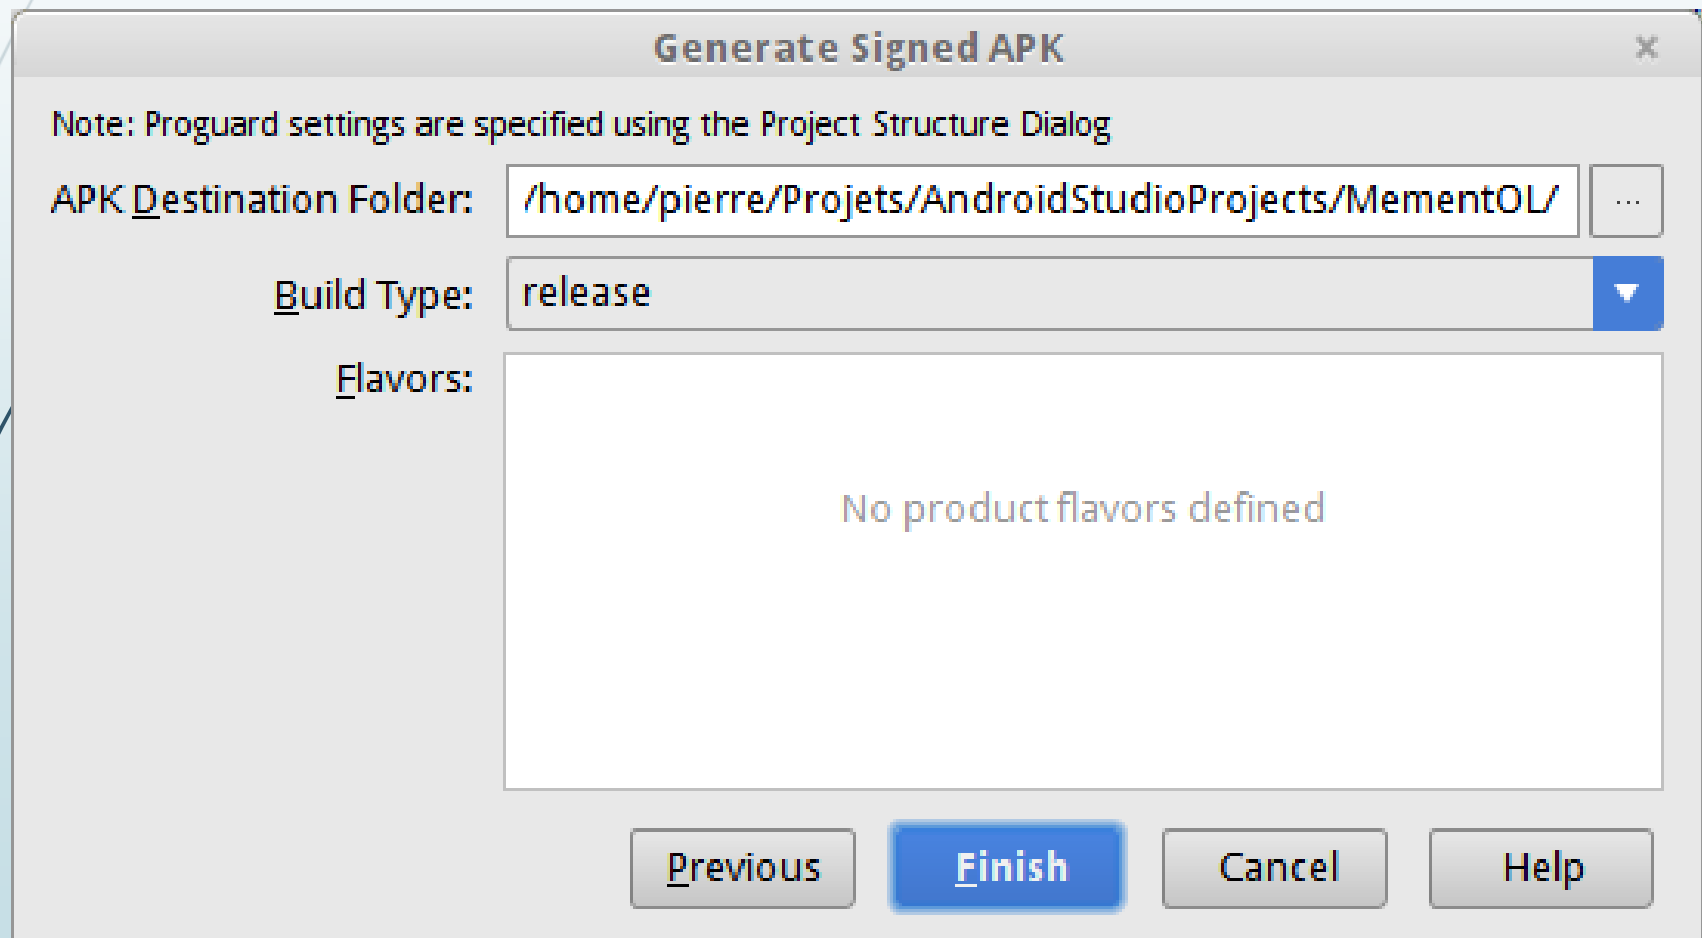 Generate Signed APK
Note: Proguard settings are specified using the Project Structure Dialog
APK Destination Folder: /home/pierre/Projets/AndroidStudioProjects/MementOL/ ...
Build Type: release
Flavors:
No product flavors defined
Previous Finish Cancel Help